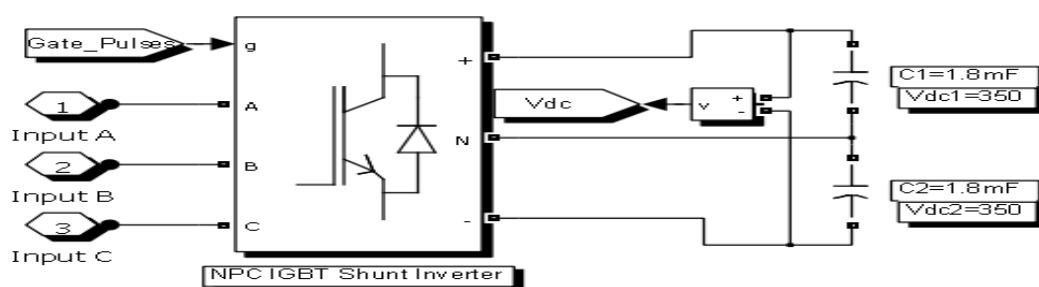 Gate_Pulses
g
1
A
Input A
2
B
Input B
3
C
Input C
+
N
-
Vdc
v
+
-
C1=1.8mF
Vdc1=350
C2=1.8mF
Vdc2=350
NPC IGBT Shunt Inverter